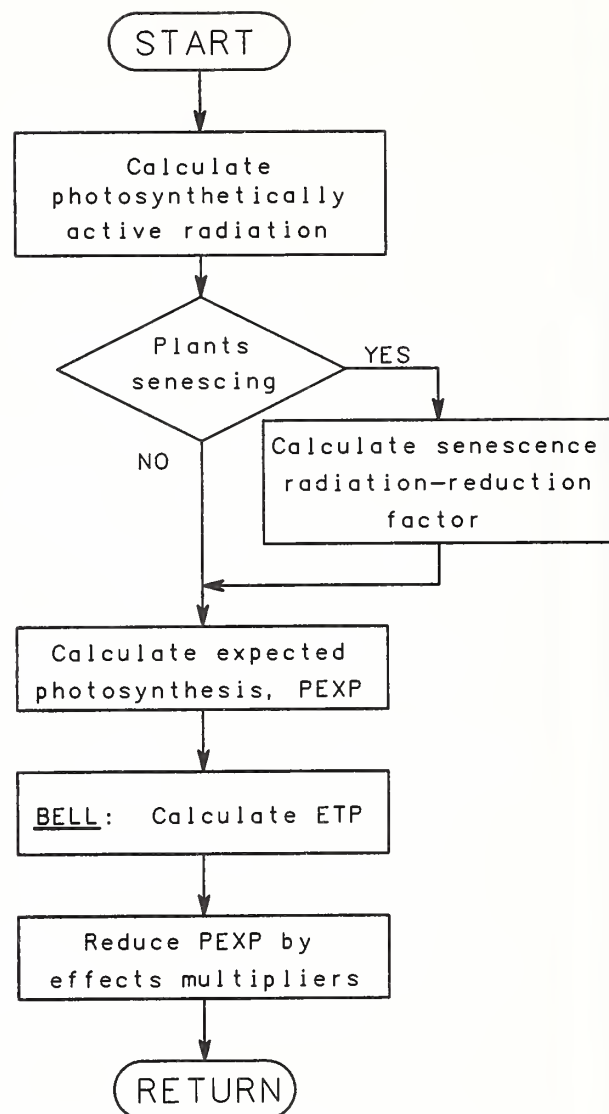 START
Calculate
photosynthetically
active radiation
Plants
senescing
YES
NO
Calculate senescence
radiation–reduction
factor
Calculate expected
photosynthesis, PEXP
BELL: Calculate ETP
Reduce PEXP by
effects multipliers
RETURN